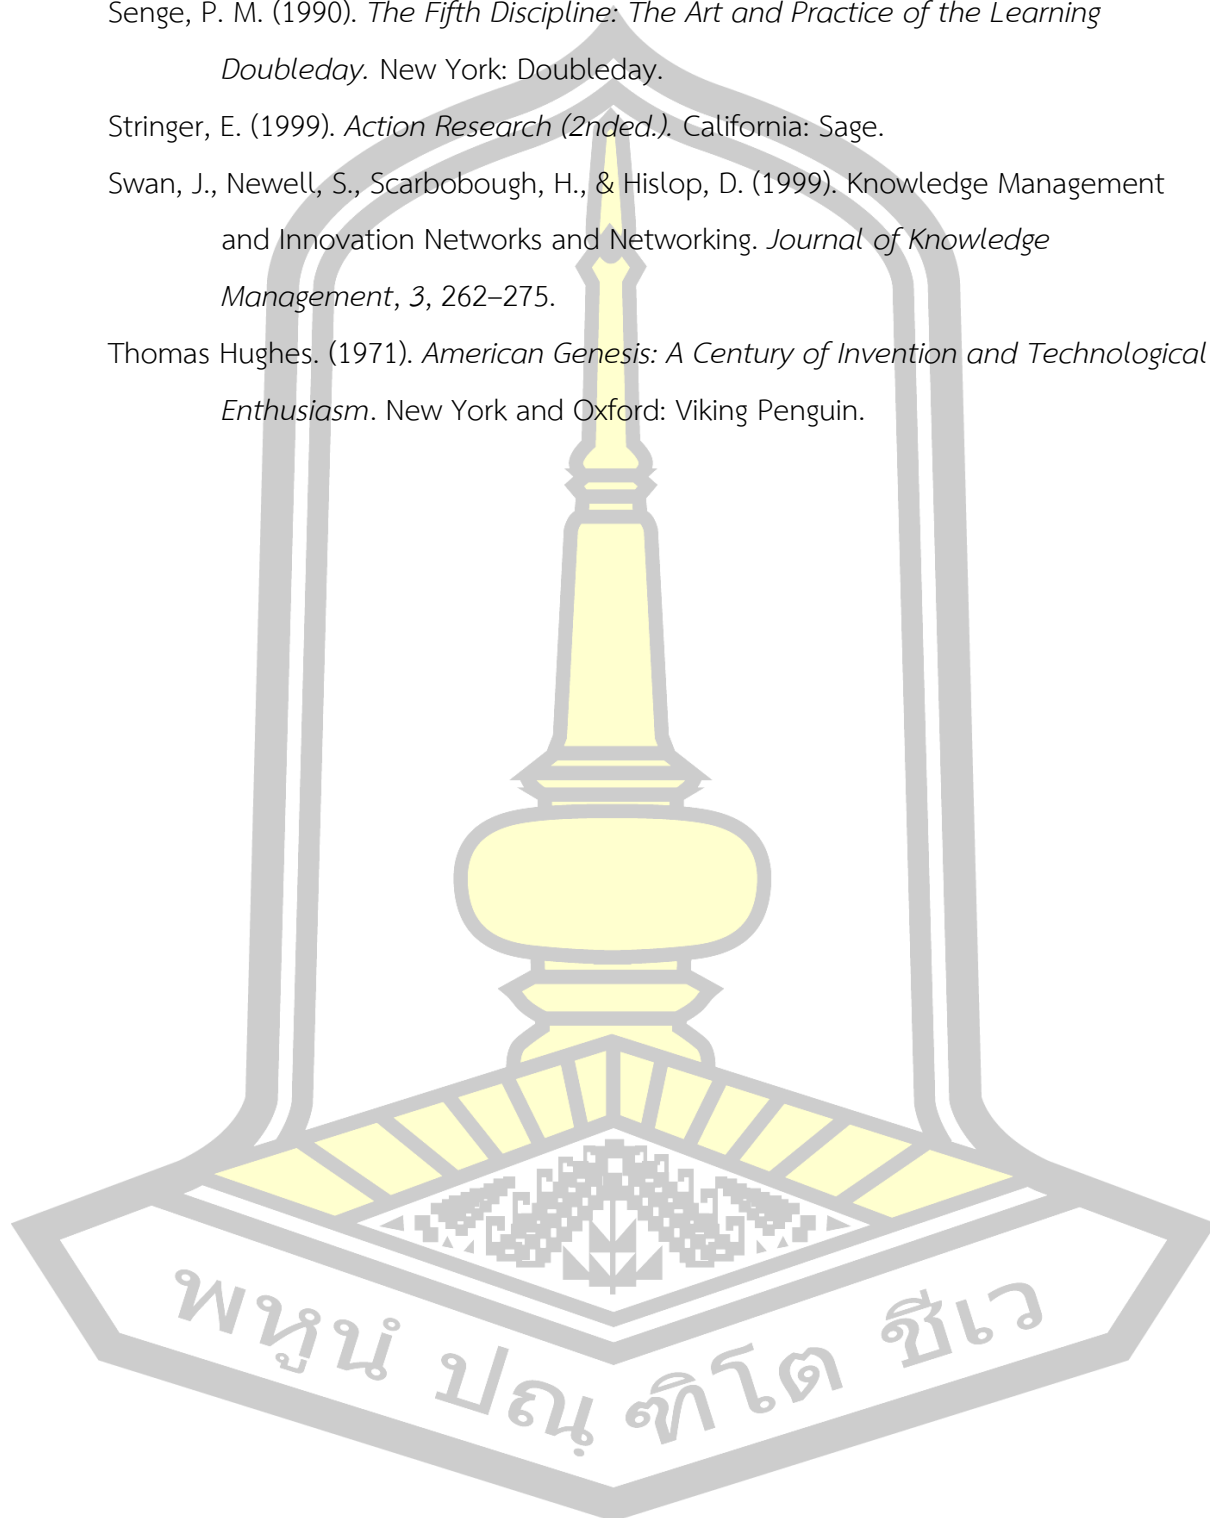 Senge, P. M. (1990). The Fifth Discipline: The Art and Practice of the Learning
Doubleday. New York: Doubleday.
Stringer, E. (1999). Action Research (2nded.). California: Sage.
Swan, J., Newell, S., Scarbobough, H., & Hislop, D. (1999). Knowledge Management
and Innovation Networks and Networking. Journal of Knowledge
Management, 3, 262–275.
Thomas Hughes. (1971). American Genesis: A Century of Invention and Technological
Enthusiasm. New York and Oxford: Viking Penguin.
พหูนํ ปณฺ ฑิโต ชีเว